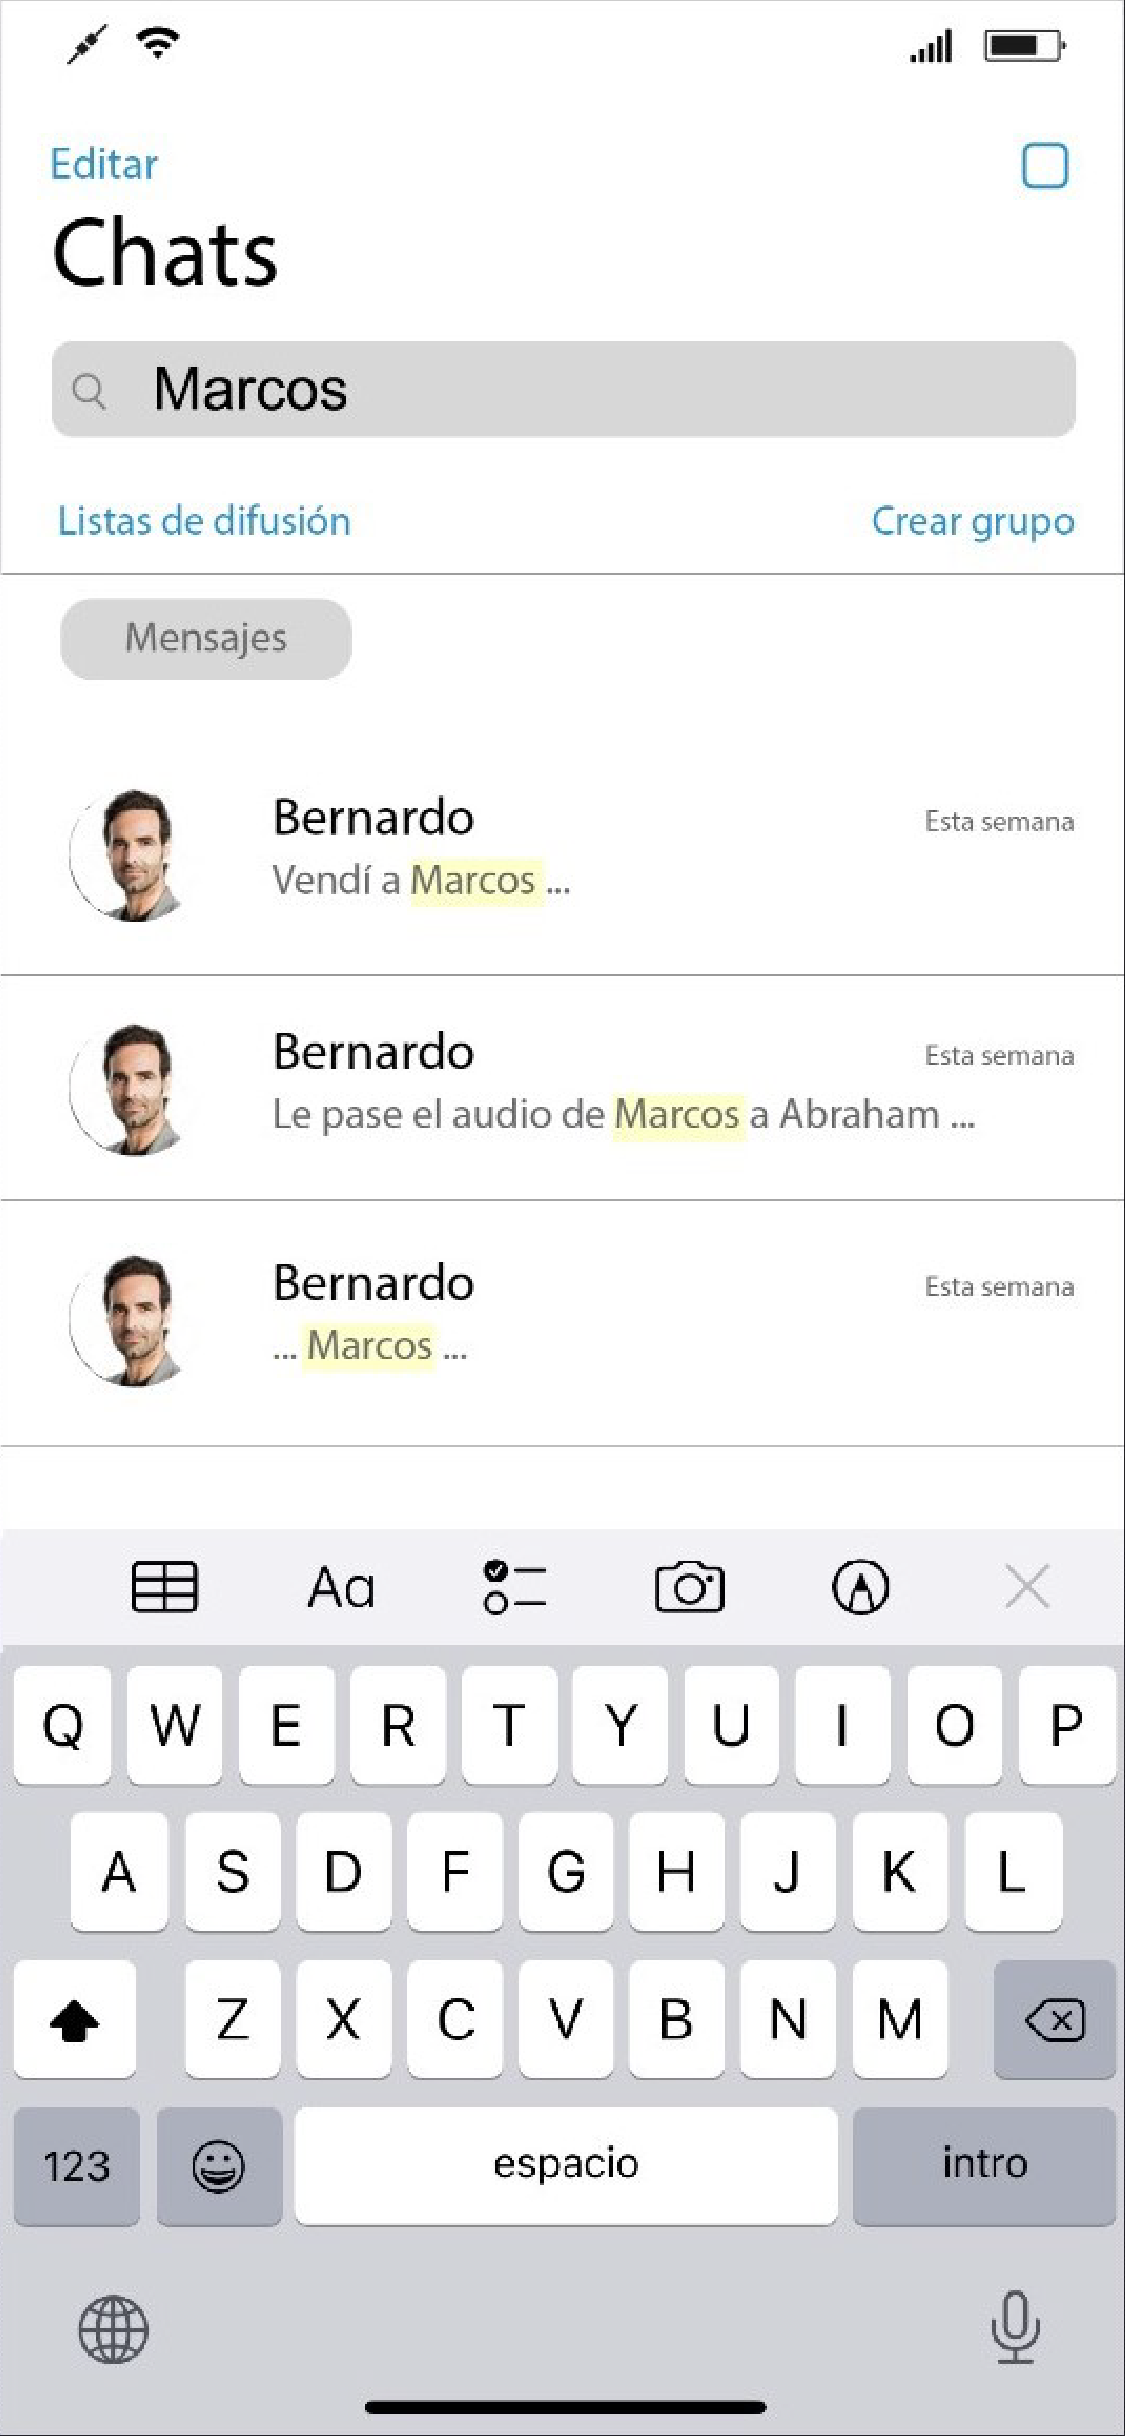 Editar
Chats
Marcos
Listas de difusión
Crear grupo
Mensajes
Bernardo
Esta semana
Vendí a Marcos ...
Bernardo
Esta semana
Le pase el audio de Marcos a Abraham ...
Bernardo
Esta semana
... Marcos ...
Aa
Q W E R T Y U I O P
A S D F G H J K L
Z X C V B N M
123 espacio intro